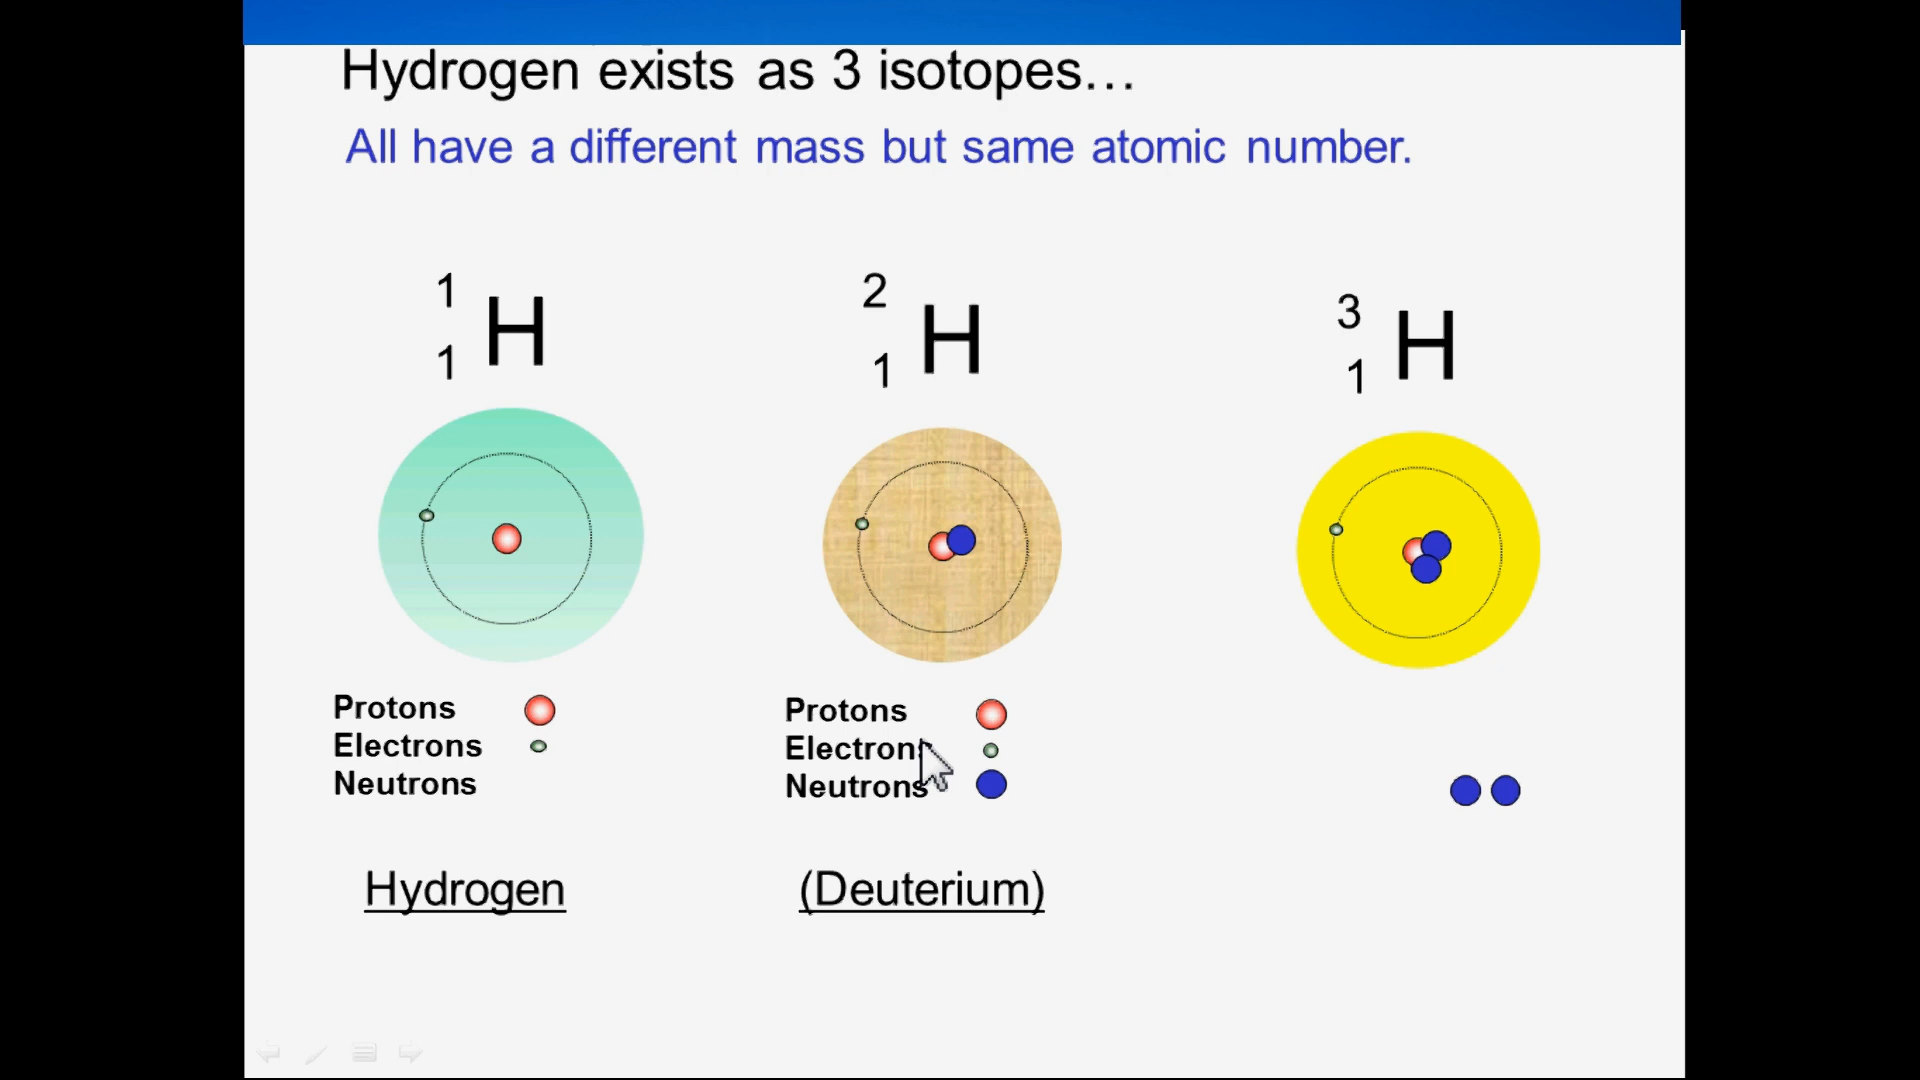 Hydrogen exists as 3 isotopes…
All have a different mass but same atomic number.
1
1 H
2
1 H
3
1 H
Protons
Electrons
Neutrons
Protons
Electrons
Neutrons
Hydrogen
(Deuterium)